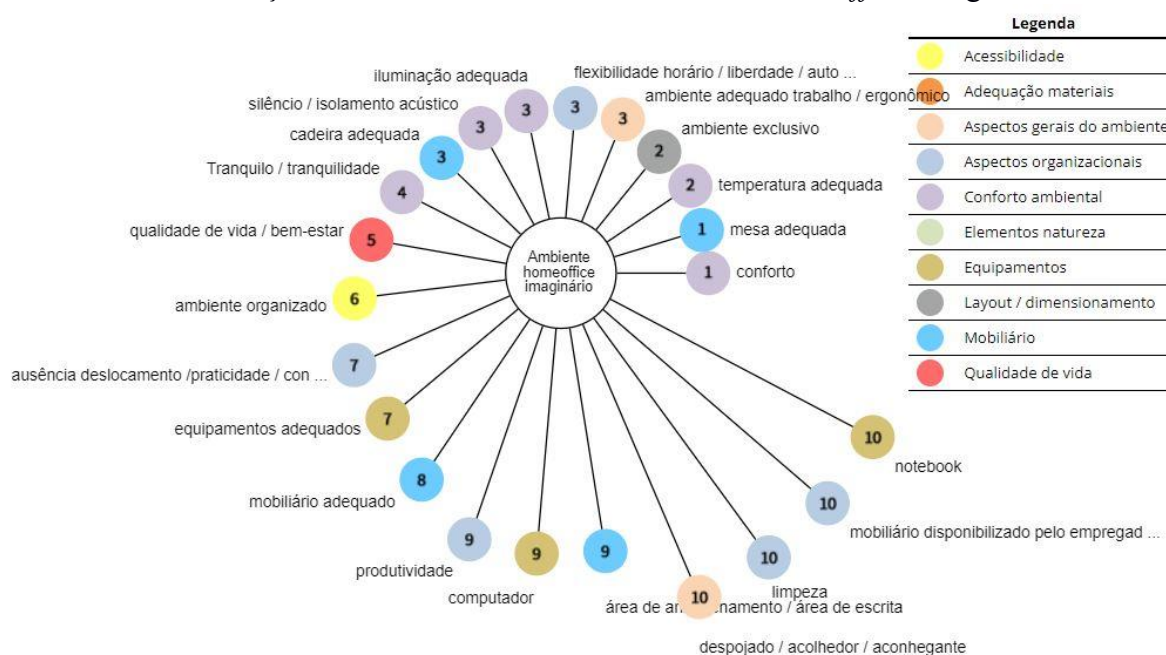 Legenda
Acessibilidade
Adequação materiais
Aspectos gerais do ambiente
Aspectos organizacionais
Conforto ambiental
Elementos natureza
Equipamentos
Layout / dimensionamento
Mobiliário
Qualidade de vida
Ambiente
homeoffice
imaginário
1 conforto
1 mesa adequada
2 temperatura adequada
2 ambiente exclusivo
3 ambiente adequado trabalho / ergonômico
3 flexibilidade horário / liberdade / auto ...
3 iluminação adequada
3 silêncio / isolamento acústico
3 cadeira adequada
4 Tranquilo / tranquilidade
5 qualidade de vida / bem-estar
6 ambiente organizado
7 ausência deslocamento /praticidade / con ...
7 equipamentos adequados
8 mobiliário adequado
9 produtividade
9 computador
9 área de / área de escrita
10 despojado / acolhedor / aconhegante
10 limpeza
10 mobiliário disponibilizado pelo empregad ...
10 notebook